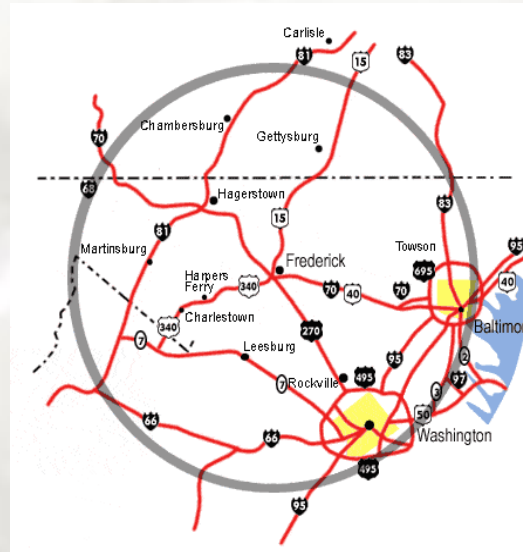 Carlisle
81
15
83
Chambersburg
70
Gettysburg
68
Hagerstown
83
15
81
Towson
95
Martinsburg
695
Frederick
40
Harpers
Ferry
340
70
40
70
340
Charlestown
270
Baltimor
7
Leesburg
95
2
Rockville
495
97
7
3
66
50
66
Washington
495
95